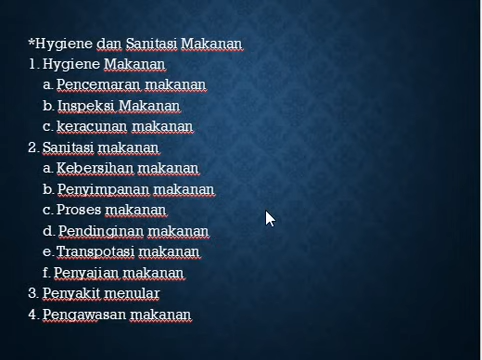 *Hygiene dan Sanitasi Makanan
1. Hygiene Makanan
a. Pencemaran makanan
b. Inspeksi Makanan
c. keracunan makanan
2. Sanitasi makanan
a. Kebersihan makanan
b. Penyimpanan makanan
c. Proses makanan
d. Pendinginan makanan
e. Transpotasi makanan
f. Penyajian makanan
3. Penyakit menular
4. Pengawasan makanan